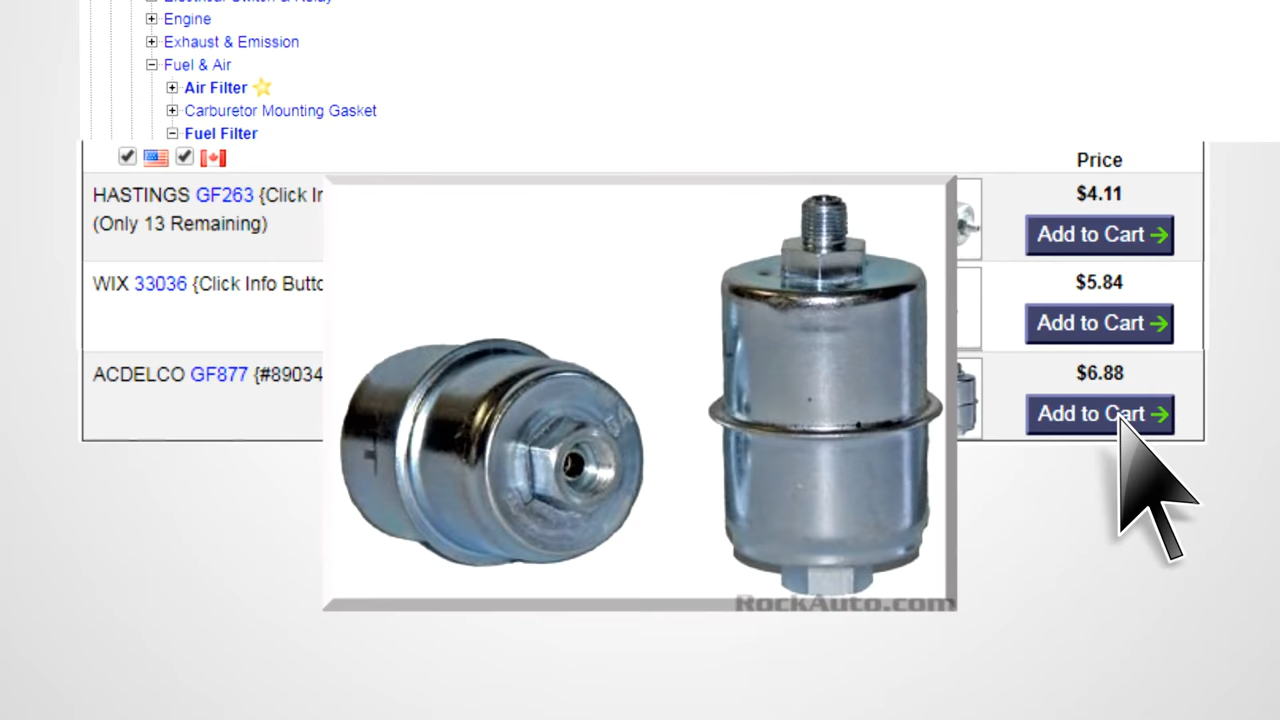 Engine
Exhaust & Emission
Fuel & Air
Air Filter
Carburetor Mounting Gasket
Fuel Filter
Price
HASTINGS GF263 {Click
$4.11
(Only 13 Remaining)
Add to Cart
WIX 33036 {Click Info
$5.84
Add to Cart
ACDELCO GF877 {#89034
$6.88
Add to Cart
RockAuto.com